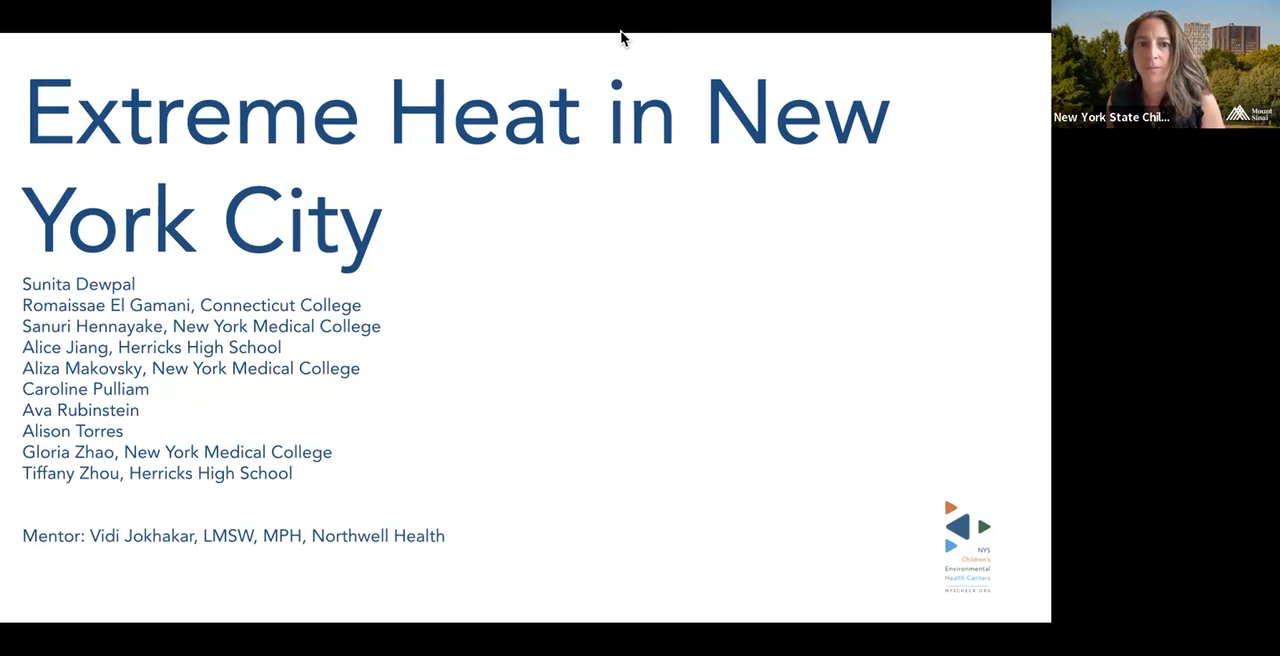 Extreme Heat in New
York City
Sunita Dewpal
Romaissae El Gamani, Connecticut College
Sanuri Hennayake, New York Medical College
Alice Jiang, Herricks High School
Aliza Makovsky, New York Medical College
Caroline Pulliam
Ava Rubinstein
Alison Torres
Gloria Zhao, New York Medical College
Tiffany Zhou, Herricks High School
Mentor: Vidi Jokhakar, LMSW, MPH, Northwell Health
NYS
Children's
Environmental
Health Centers
NYSCHECK.ORG
New York State Chil...
Mount
Sinai